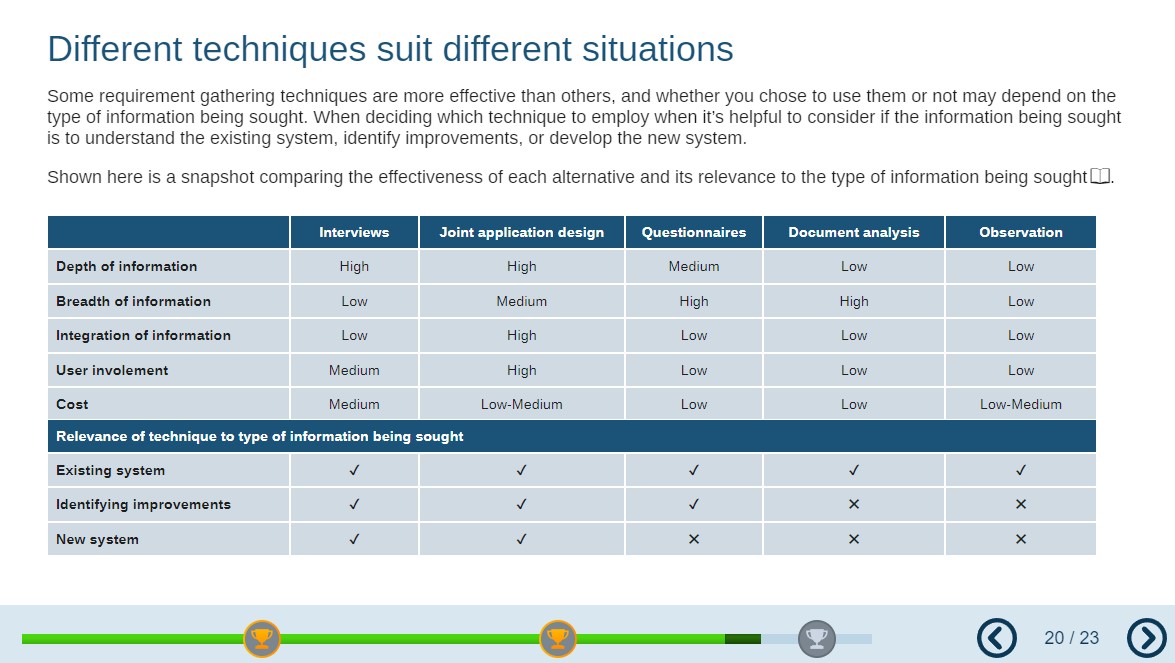 Different techniques suit different situations
Some requirement gathering techniques are more effective than others, and whether you chose to use them or not may depend on the
type of information being sought. When deciding which technique to employ when it's helpful to consider if the information being sought
is to understand the existing system, identify improvements, or develop the new system.
Shown here is a snapshot comparing the effectiveness of each alternative and its relevance to the type of information being sought.
Interviews Joint application design Questionnaires Document analysis Observation
Depth of information High High Medium Low Low
Breadth of information Low Medium High High Low
Integration of information Low High Low Low Low
User involement Medium High Low Low Low
Cost Medium Low-Medium Low Low Low-Medium
Relevance of technique to type of information being sought
Existing system ✓ ✓ ✓ ✓ ✓
Identifying improvements ✓ ✓ ✓ ✕ ✕
New system ✓ ✓ ✕ ✕ ✕
20 / 23